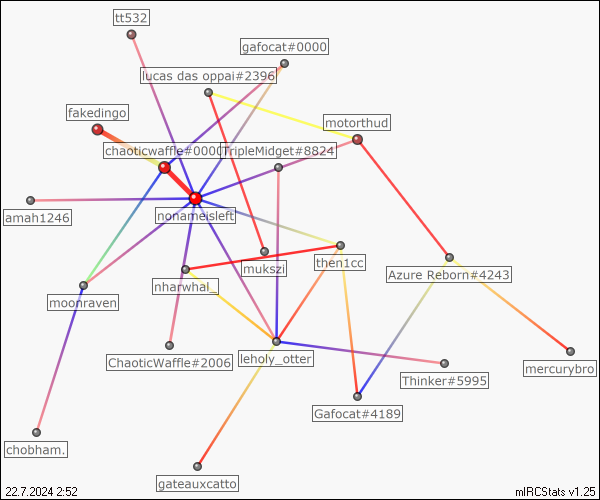 tt532
gafocat#0000
lucas das oppai#2396
fakedingo
motorthud
chaoticwaffle#000
TripleMidget#8824
amah1246
nonameisleft
mukszi
then1cc
Azure Reborn#4243
nharwhal_
moonraven
ChaoticWaffle#2006
leholy_otter
mercurybro
Thinker#5995
Gafocat#4189
chobham.
gateauxcatto
22.7.2024 2:52
mIRCStats v1.25